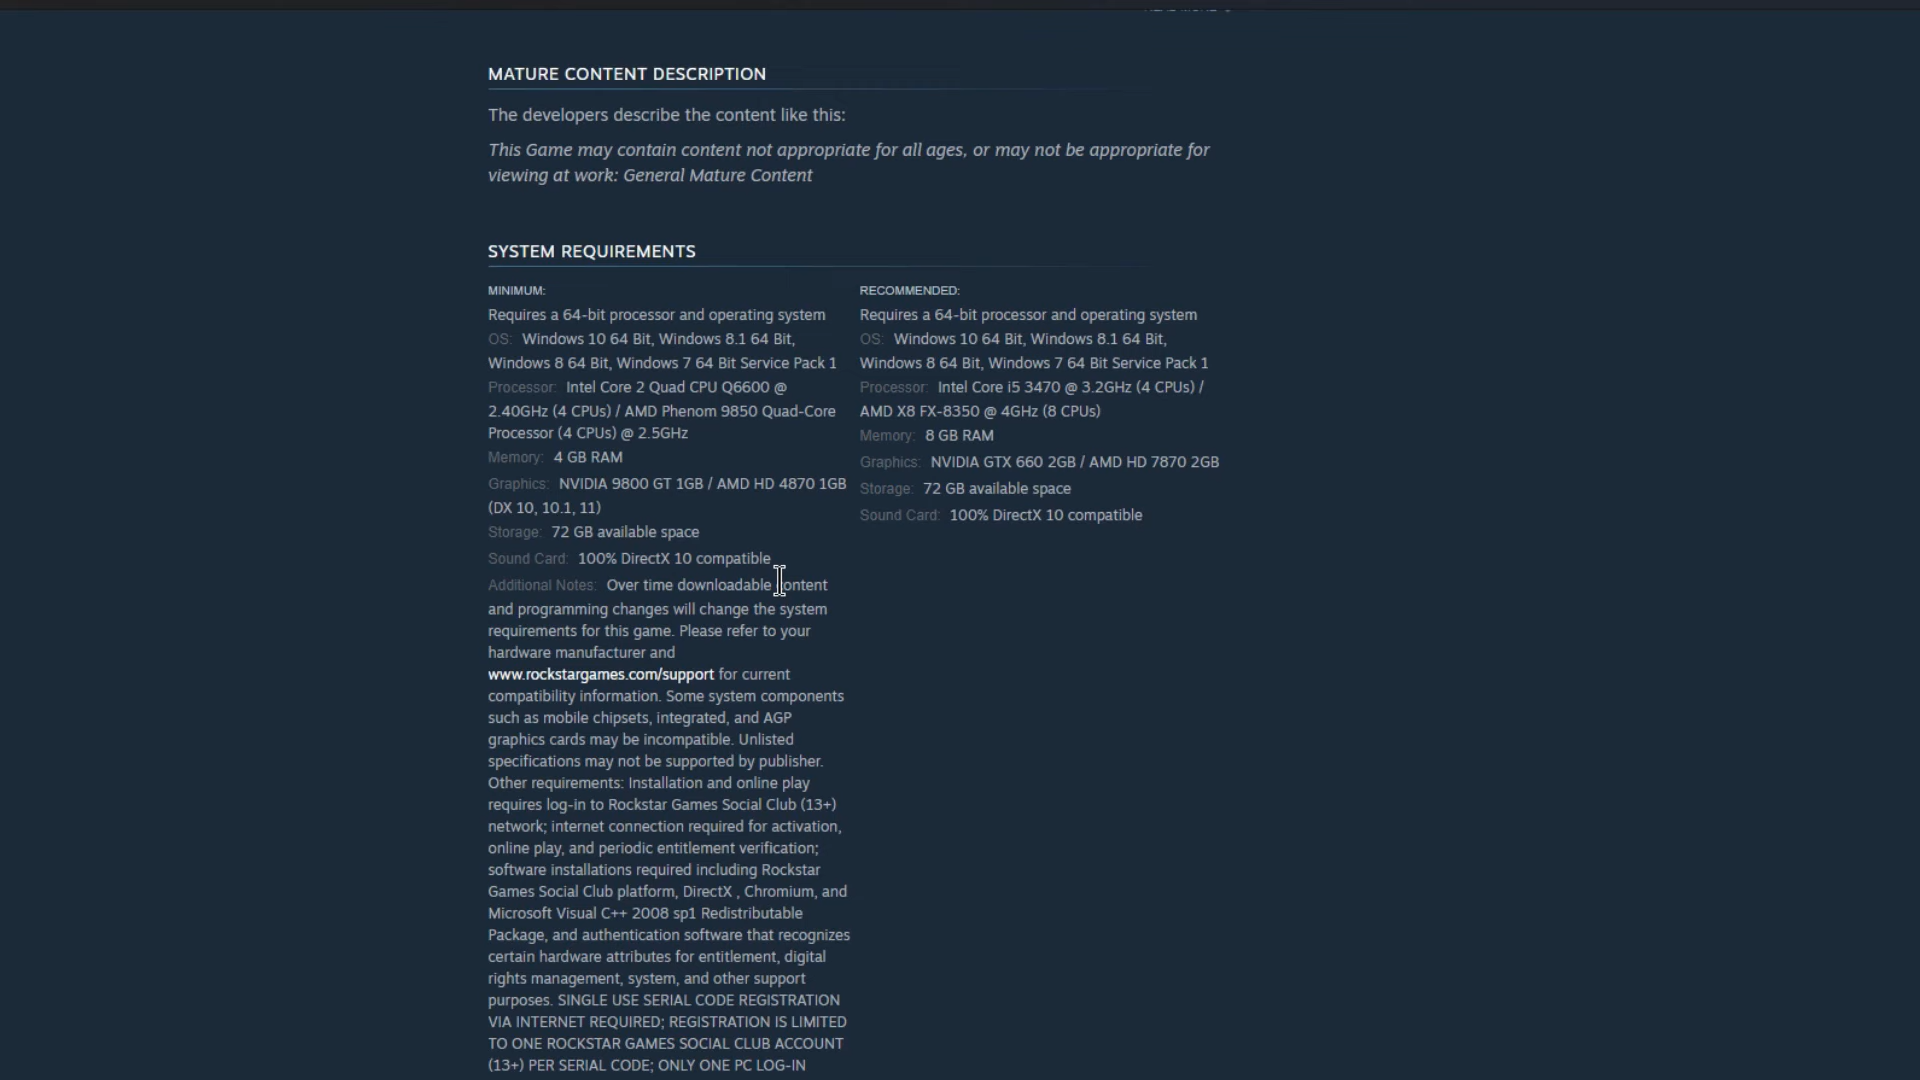 MATURE CONTENT DESCRIPTION
The developers describe the content like this:
This Game may contain content not appropriate for all ages, or may not be appropriate for
viewing at work: General Mature Content
SYSTEM REQUIREMENTS
MINIMUM:
Requires a 64-bit processor and operating system
OS: Windows 10 64 Bit, Windows 8.1 64 Bit,
Windows 8 64 Bit, Windows 7 64 Bit Service Pack 1
Processor: Intel Core 2 Quad CPU Q6600 @
2.40GHz (4 CPUs) / AMD Phenom 9850 Quad-Core
Processor (4 CPUs) @ 2.5GHz
Memory: 4 GB RAM
Graphics: NVIDIA 9800 GT 1GB / AMD HD 4870 1GB
(DX 10, 10.1, 11)
Storage: 72 GB available space
Sound Card: 100% DirectX 10 compatible
Additional Notes: Over time downloadable content
and programming changes will change the system
requirements for this game. Please refer to your
hardware manufacturer and
www.rockstargames.com/support for current
compatibility information. Some system components
such as mobile chipsets, integrated, and AGP
graphics cards may be incompatible. Unlisted
specifications may not be supported by publisher.
Other requirements: Installation and online play
requires log-in to Rockstar Games Social Club (13+)
network; internet connection required for activation,
online play, and periodic entitlement verification;
software installations required including Rockstar
Games Social Club platform, DirectX , Chromium, and
Microsoft Visual C++ 2008 sp1 Redistributable
Package, and authentication software that recognizes
certain hardware attributes for entitlement, digital
rights management, system, and other support
purposes. SINGLE USE SERIAL CODE REGISTRATION
VIA INTERNET REQUIRED; REGISTRATION IS LIMITED
TO ONE ROCKSTAR GAMES SOCIAL CLUB ACCOUNT
(13+) PER SERIAL CODE; ONLY ONE PC LOG-IN
RECOMMENDED:
Requires a 64-bit processor and operating system
OS: Windows 10 64 Bit, Windows 8.1 64 Bit,
Windows 8 64 Bit, Windows 7 64 Bit Service Pack 1
Processor: Intel Core i5 3470 @ 3.2GHz (4 CPUs) /
AMD X8 FX-8350 @ 4GHz (8 CPUs)
Memory: 8 GB RAM
Graphics: NVIDIA GTX 660 2GB / AMD HD 7870 2GB
Storage: 72 GB available space
Sound Card: 100% DirectX 10 compatible